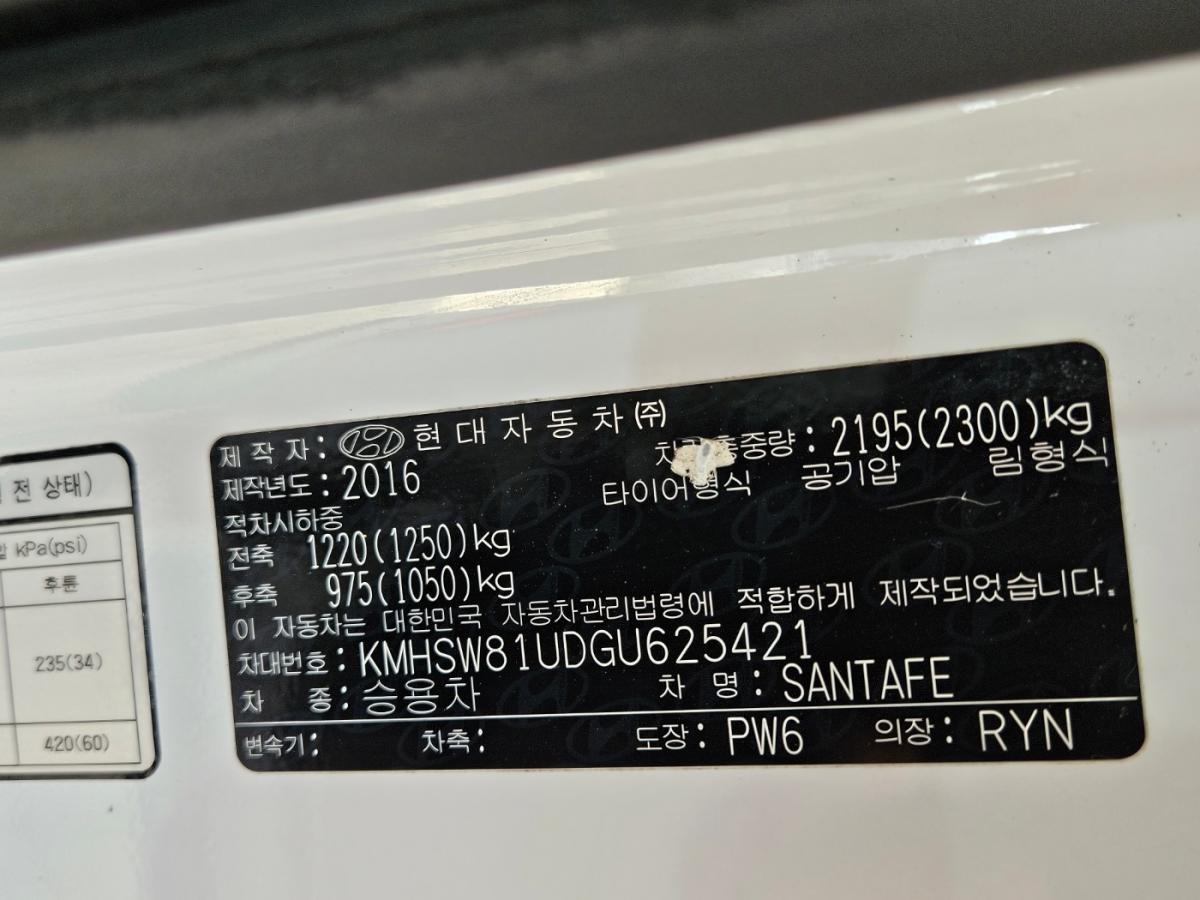 전 상태)
kPa(psi)
후륜
235(34)
420(60)
제 작 자 : 현 대 자 동 차 ㈜
제작년도 : 2016
총중량 : 2195(2300)kg
타이어형식 공기압 림형식
적차시하중
전축 1220(1250)kg
후축 975(1050)kg
이 자동차는 대한민국 자동차관리법령에 적합하게 제작되었습니다.
차대번호 : KMHSW81UDGU625421
차 종 : 승용차 차 명 : SANTAFE
변속기 : 차축 : 도장 : PW6 의장 : RYN